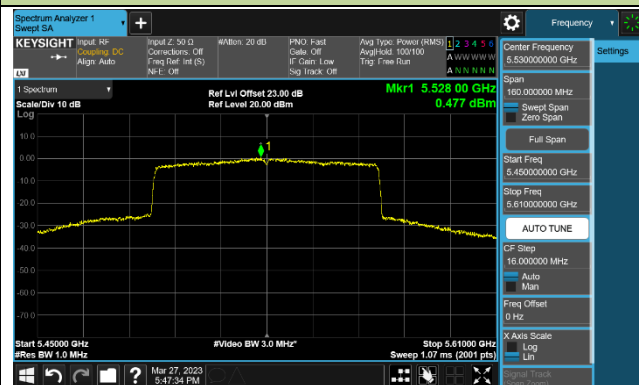 Spectrum Analyzer 1
Swept SA
Frequency
KEYSIGHT
LXI
Input: RF
Coupling: DC
Align: Auto
Input Z: 50 Ω
Corrections: Off
Freq Ref: Int (S)
NFE: Off
#Atten: 20 dB
PNO: Fast
Gate: Off
IF Gain: Low
Sig Track: Off
Avg Type: Power (RMS)
Avg|Hold: 100/100
Trig: Free Run
1 2 3 4 5 6
A W W W W W
A N N N N N
1 Spectrum
Scale/Div 10 dB
Log
Ref Lvl Offset 23.00 dB
Ref Level 20.00 dBm
Mkr1 5.528 00 GHz
0.477 dBm
1
10.0
0.00
-10.0
-20.0
-30.0
-40.0
-50.0
-60.0
-70.0
Start 5.45000 GHz
#Res BW 1.0 MHz
#Video BW 3.0 MHz*
Stop 5.61000 GHz
Sweep 1.07 ms (2001 pts)
Center Frequency
5.530000000 GHz
Settings
Span
160.000000 MHz
Swept Span
Zero Span
Full Span
Start Freq
5.450000000 GHz
Stop Freq
5.610000000 GHz
AUTO TUNE
CF Step
16.000000 MHz
Auto
Man
Freq Offset
0 Hz
X Axis Scale
Log
Lin
Signal Track
(Span Zoom)
?
Mar 27, 2023
5:47:34 PM